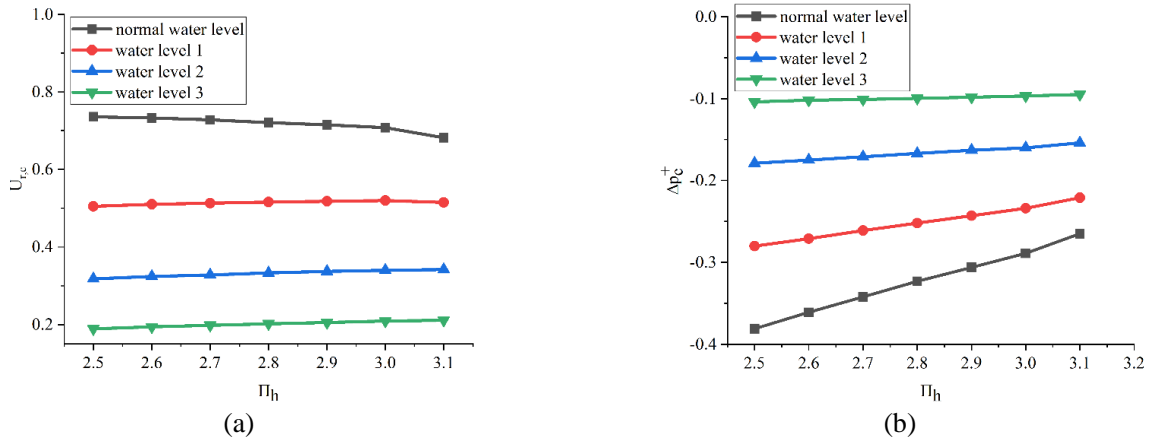 normal water level
water level 1
water level 2
water level 3
1.0
0.8
0.6
0.4
0.2
U_{r,c}
2.5 2.6 2.7 2.8 2.9 3.0 3.1
Π_h
(a)
normal water level
water level 1
water level 2
water level 3
0.0
-0.1
-0.2
-0.3
-0.4
Δp_c^+
2.5 2.6 2.7 2.8 2.9 3.0 3.1 3.2
Π_h
(b)